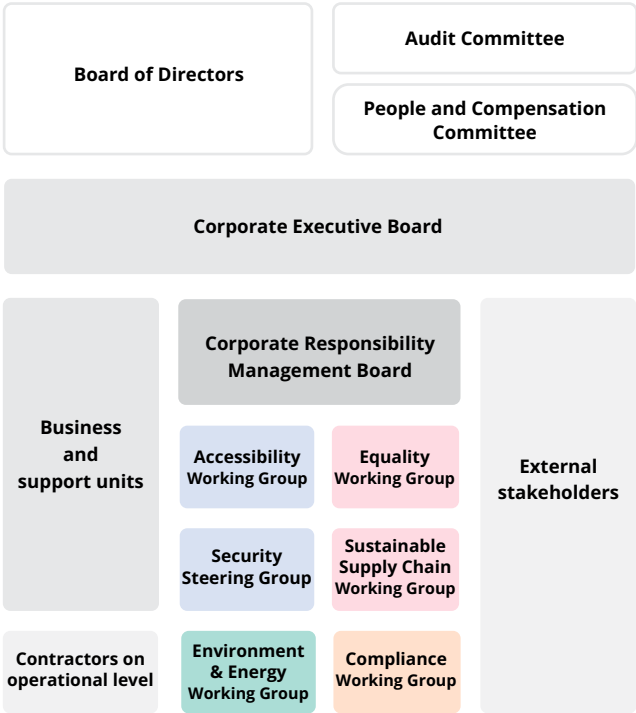 Board of Directors
Audit Committee
People and Compensation
Committee
Corporate Executive Board
Business
and
support units
Corporate Responsibility
Management Board
Accessibility
Working Group
Equality
Working Group
Security
Steering Group
Sustainable
Supply Chain
Working Group
External
stakeholders
Contractors on
operational level
Environment
& Energy
Working Group
Compliance
Working Group